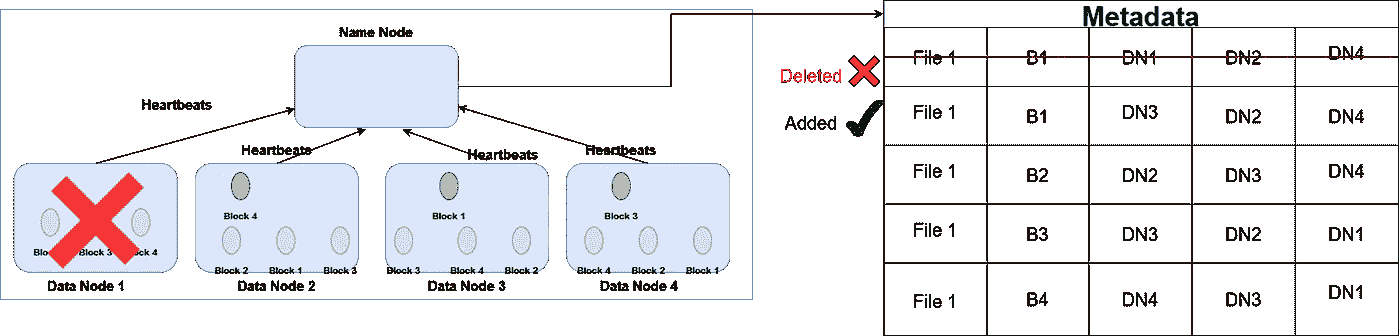 Name Node
Heartbeats
Heartbeats
Heartbeats
Heartbeats
Block 3
Block 4
Block 1
Block 3
Block 2
Block 1
Block 3
Block 3
Block 4
Block 2
Block 4
Block 2
Block 1
Data Node 1
Data Node 2
Data Node 3
Data Node 4
Deleted
Added
Metadata
File 1 B1 DN1 DN2 DN4
File 1 B1 DN3 DN2 DN4
File 1 B2 DN2 DN3 DN4
File 1 B3 DN3 DN2 DN1
File 1 B4 DN4 DN3 DN1